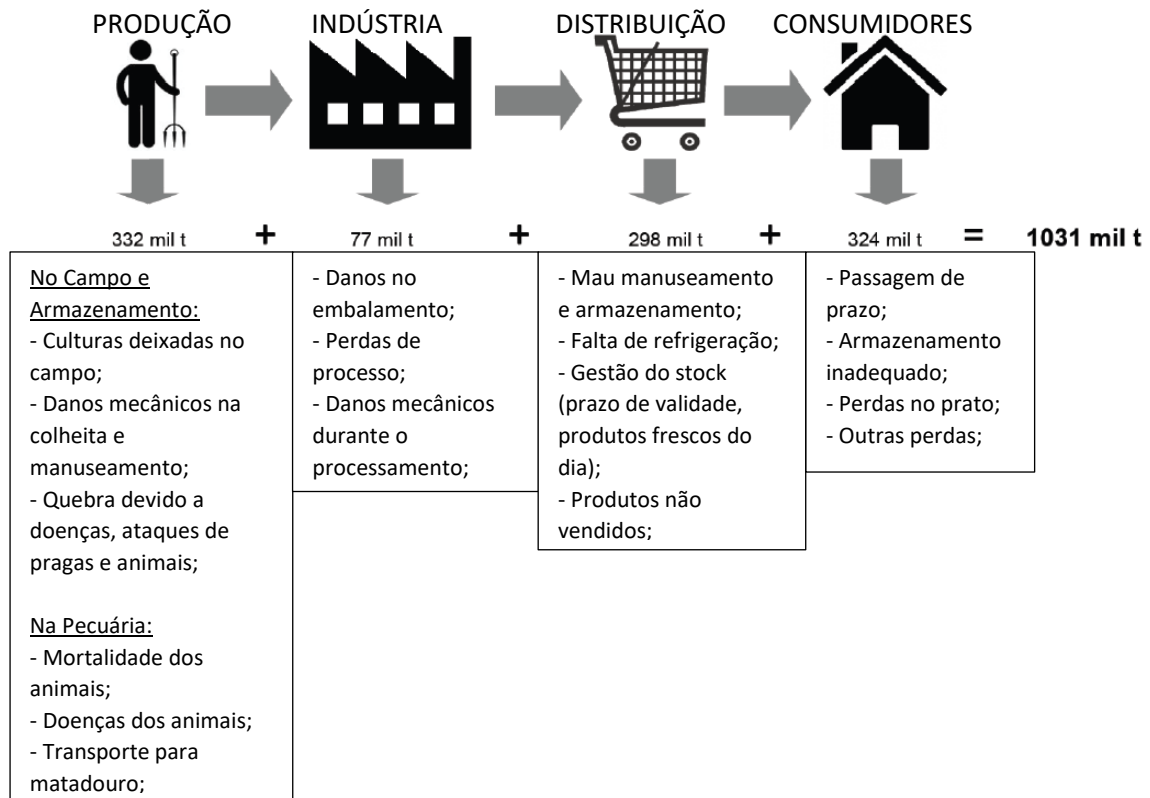 PRODUÇÃO INDÚSTRIA DISTRIBUIÇÃO CONSUMIDORES
332 mil t + 77 mil t + 298 mil t + 324 mil t = 1031 mil t
No Campo e
Armazenamento:
- Culturas deixadas no
campo;
- Danos mecânicos na
colheita e
manuseamento;
- Quebra devido a
doenças, ataques de
pragas e animais;
Na Pecuária:
- Mortalidade dos
animais;
- Doenças dos animais;
- Transporte para
matadouro;
- Danos no
embalamento;
- Perdas de
processo;
- Danos mecânicos
durante o
processamento;
- Mau manuseamento
e armazenamento;
- Falta de refrigeração;
- Gestão do stock
(prazo de validade,
produtos frescos do
dia);
- Produtos não
vendidos;
- Passagem de
prazo;
- Armazenamento
inadequado;
- Perdas no prato;
- Outras perdas;